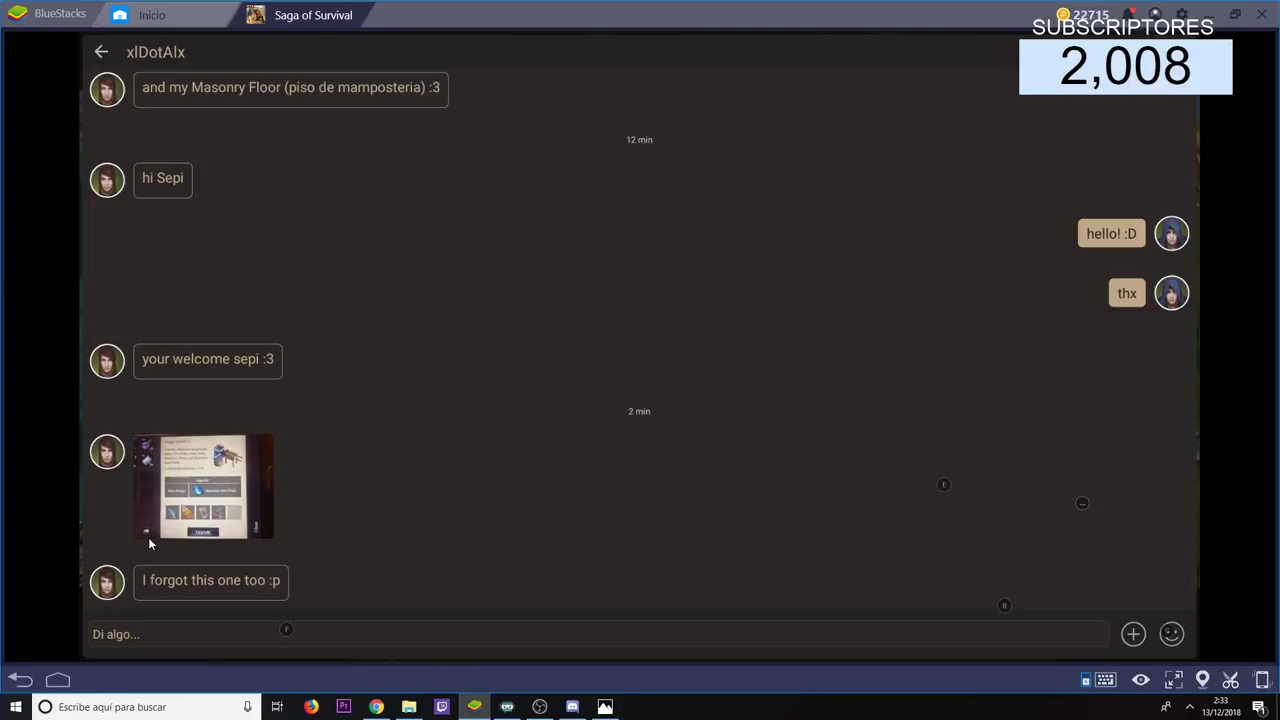 BlueStacks
Inicio
Saga of Survival
22715
SUBSCRIPTORES
2,008
xIDotAIx
and my Masonry Floor (piso de mamposteria) :3
12 min
hi Sepi
hello! :D
thx
your welcome sepi :3
2 min
Upgrade
E
I forgot this one too :p
R
Di algo...
F
G
Escribe aquí para buscar
2:33
13/12/2018